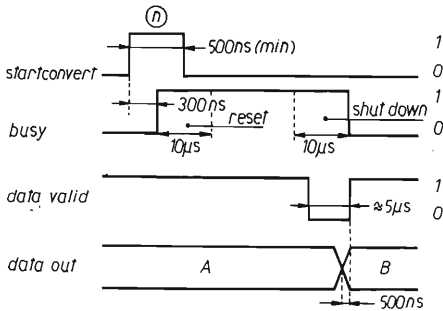 n
500ns (min)
startconvert
1
0
300ns
busy
reset
shut down
1
0
10µs
10µs
data valid
1
0
≈5µs
data out
A
B
500ns